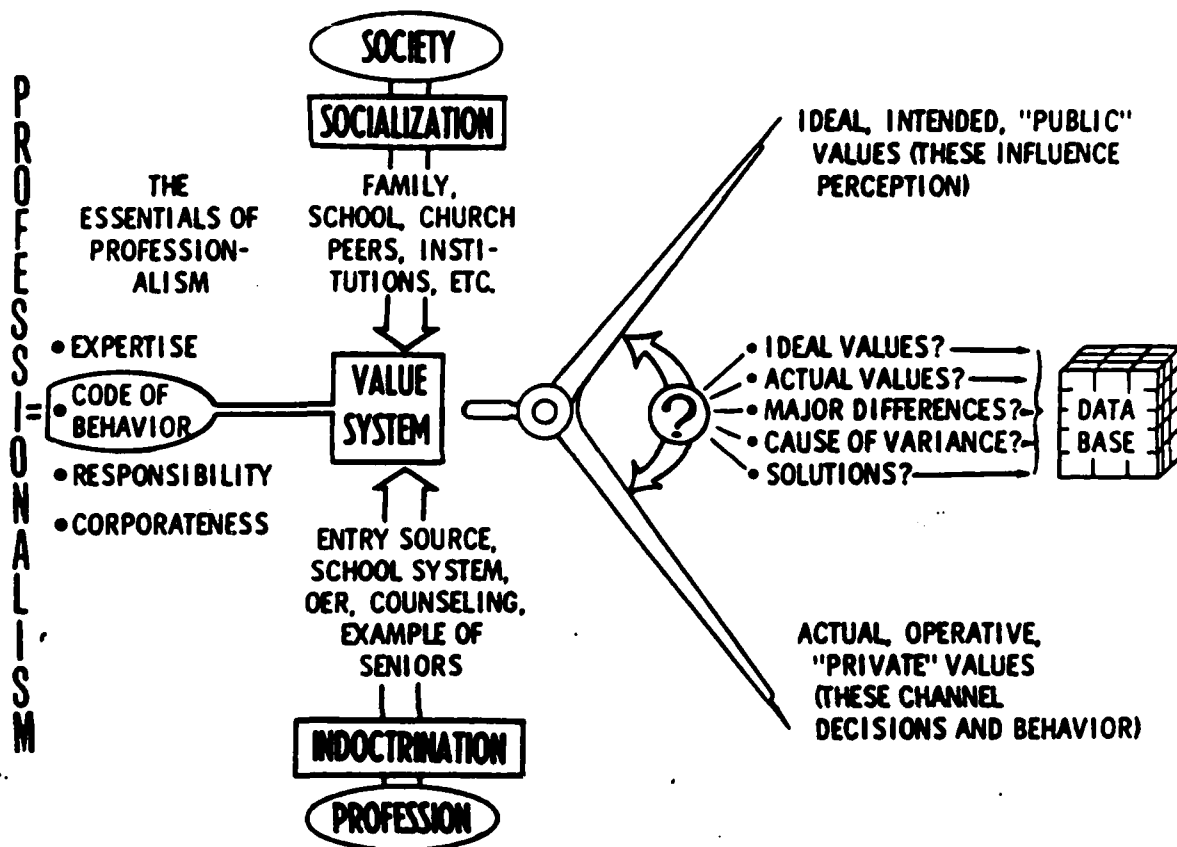 PROFESSIONALISM
=
THE
ESSENTIALS OF
PROFESSION-
ALISM
• EXPERTISE
• CODE OF
BEHAVIOR
• RESPONSIBILITY
• CORPORATENESS
SOCIETY
SOCIALIZATION
FAMILY,
SCHOOL, CHURCH
PEERS, INSTI-
TUTIONS, ETC.
VALUE
SYSTEM
ENTRY SOURCE,
SCHOOL SYSTEM,
OER, COUNSELING,
EXAMPLE OF
SENIORS
INDOCTRINATION
PROFESSION
IDEAL, INTENDED, "PUBLIC"
VALUES (THESE INFLUENCE
PERCEPTION)
?
• IDEAL VALUES?
• ACTUAL VALUES?
• MAJOR DIFFERENCES?
• CAUSE OF VARIANCE?
• SOLUTIONS?
DATA
BASE
ACTUAL, OPERATIVE,
"PRIVATE" VALUES
(THESE CHANNEL
DECISIONS AND BEHAVIOR)